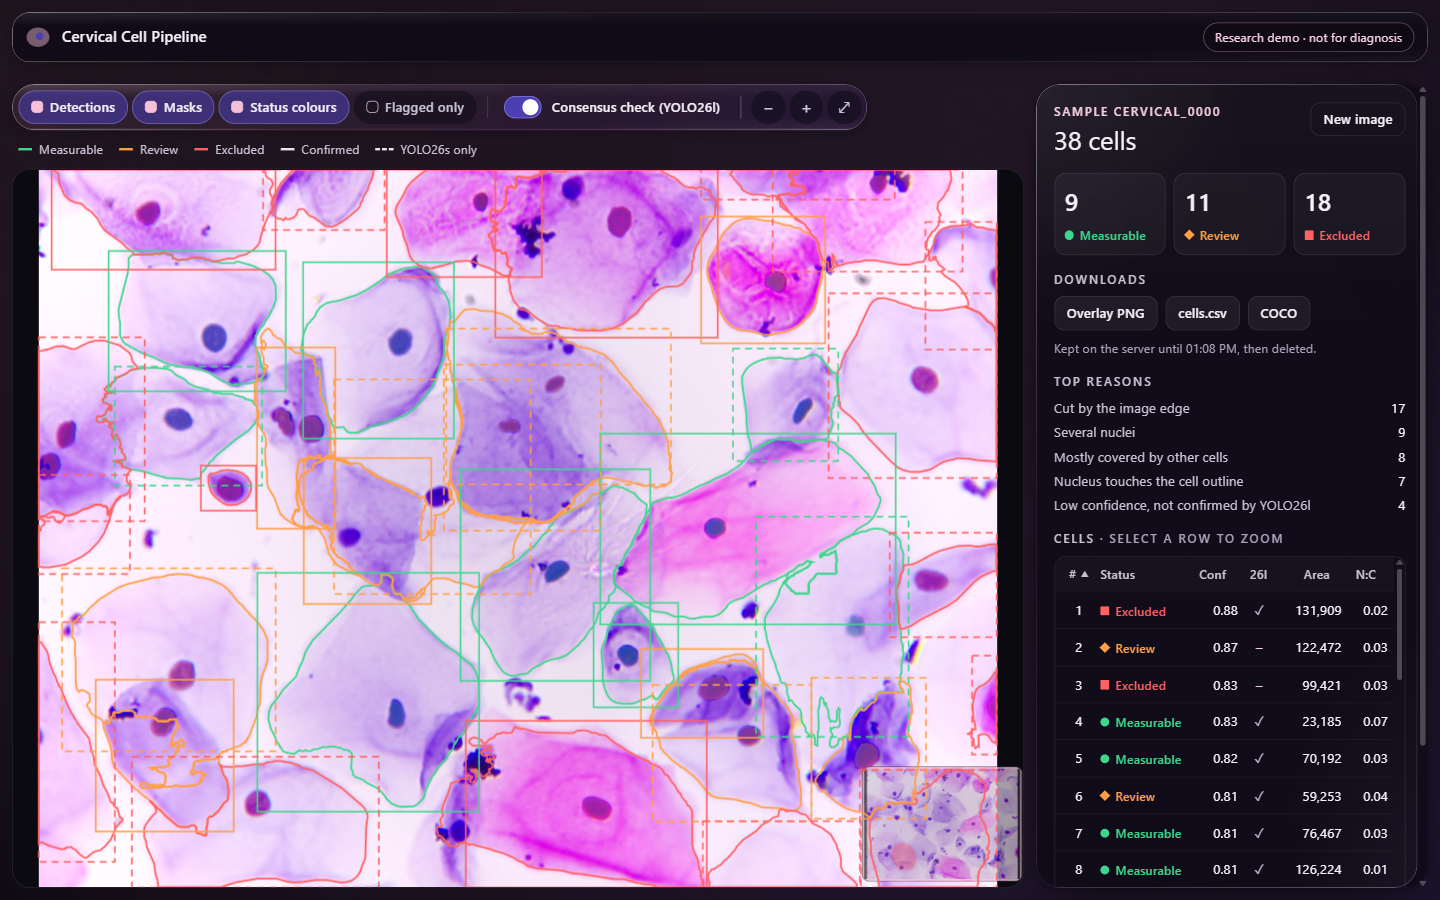 Cervical Cell Pipeline
Research demo · not for diagnosis
Detections
Masks
Status colours
Flagged only
Consensus check (YOLO26l)
Measurable
Review
Excluded
Confirmed
YOLO26s only
SAMPLE CERVICAL_0000
38 cells
New image
9
Measurable
11
Review
18
Excluded
DOWNLOADS
Overlay PNG
cells.csv
COCO
Kept on the server until 01:08 PM, then deleted.
TOP REASONS
Cut by the image edge 17
Several nuclei 9
Mostly covered by other cells 8
Nucleus touches the cell outline 7
Low confidence, not confirmed by YOLO26l 4
CELLS · SELECT A ROW TO ZOOM
# ▲ Status Conf 26l Area N:C
1 Excluded 0.88 ✓ 131,909 0.02
2 Review 0.87 – 122,472 0.03
3 Excluded 0.83 – 99,421 0.03
4 Measurable 0.83 ✓ 23,185 0.07
5 Measurable 0.82 ✓ 70,192 0.03
6 Review 0.81 ✓ 59,253 0.04
7 Measurable 0.81 ✓ 76,467 0.03
8 Measurable 0.81 ✓ 126,224 0.01